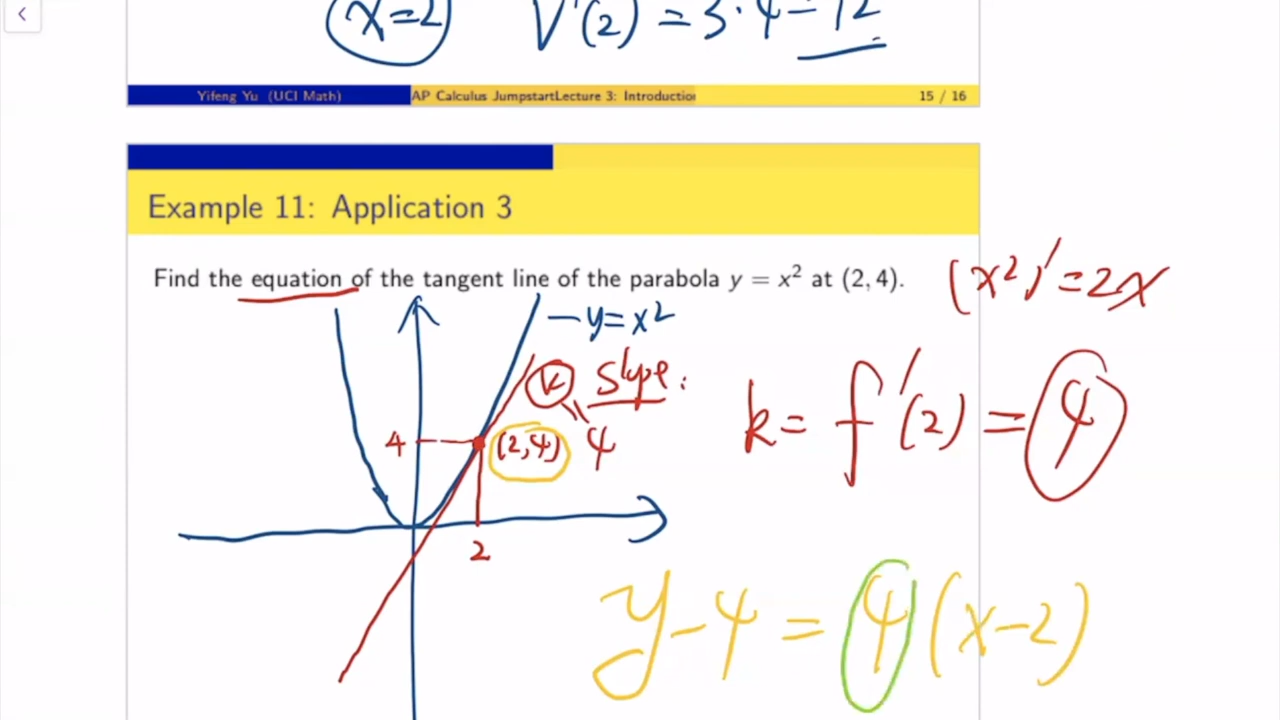 x=2 V'(2) = 3·4=12
Yifeng Yu (UCI Math) AP Calculus JumpstartLecture 3: Introduction 15 / 16
Example 11: Application 3
Find the equation of the tangent line of the parabola y = x² at (2, 4).
(x²)' = 2x
y=x²
k slope:
k = f'(2) = 4
4 (2,4) 4
2
y-4 = 4(x-2)